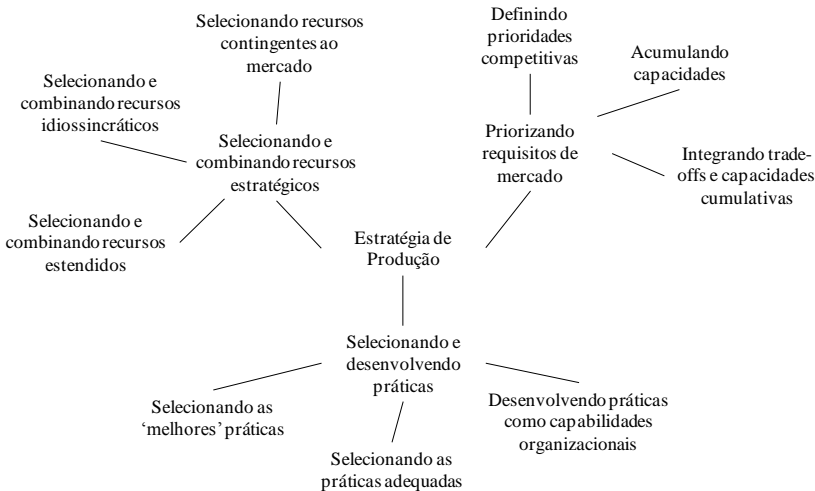 Selecionando recursos
contingentes ao
mercado
Definindo
prioridades
competitivas
Acumulando
capacidades
Selecionando e
combinando recursos
idiossincráticos
Selecionando e
combinando recursos
estratégicos
Priorizando
requisitos de
mercado
Integrando trade-
offs e capacidades
cumulativas
Selecionando e
combinando recursos
estendidos
Estratégia de
Produção
Selecionando e
desenvolvendo
práticas
Selecionando as
‘melhores’ práticas
Selecionando as
práticas adequadas
Desenvolvendo práticas
como capabilidades
organizacionais